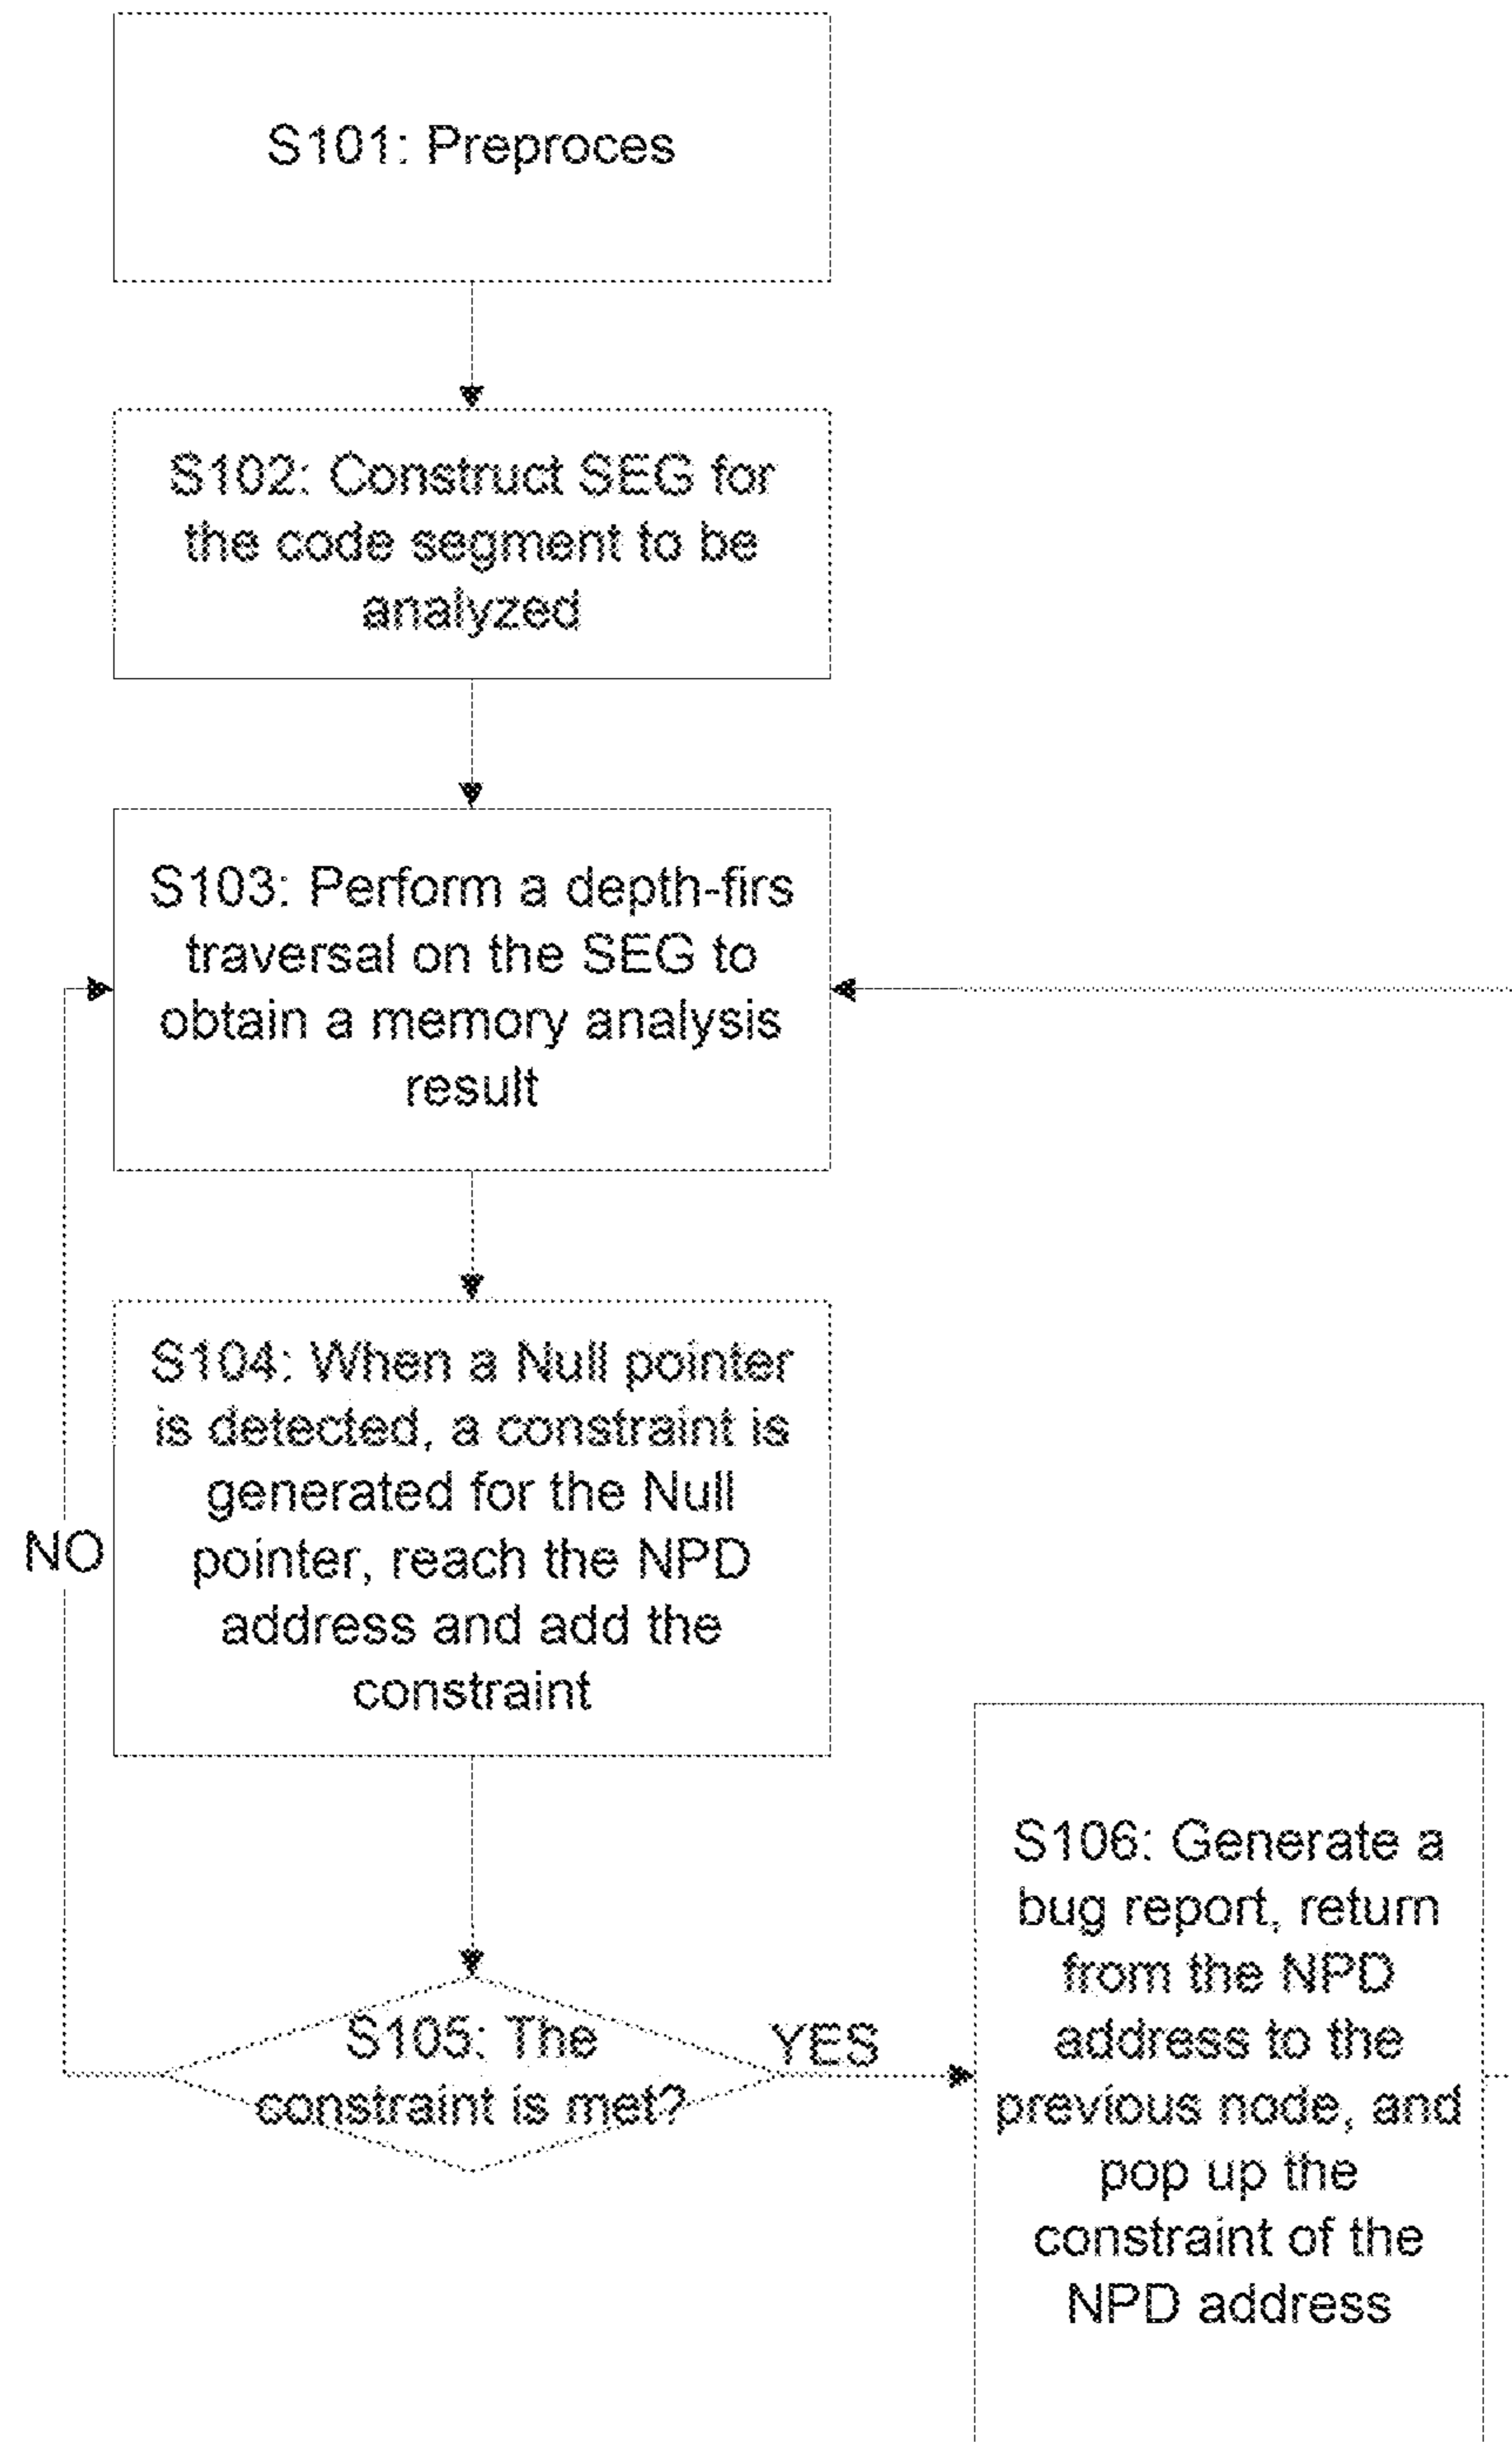 S101: Preproces
S102: Construct SEG for
the code segment to be
analyzed
S103: Perform a depth-firs
traversal on the SEG to
obtain a memory analysis
result
S104: When a Null pointer
is detected, a constraint is
generated for the Null
pointer, reach the NPD
address and add the
constraint
NO
S105: The
constraint is met?
YES
S106: Generate a
bug report, return
from the NPD
address to the
previous node, and
pop up the
constraint of the
NPD address